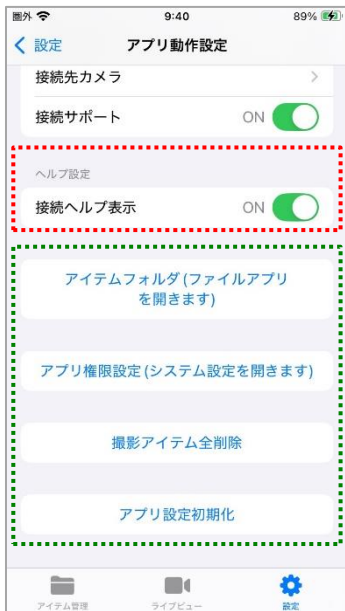 圏外 9:40 89%
設定 アプリ動作設定
接続先カメラ
接続サポート ON
ヘルプ設定
接続ヘルプ表示 ON
アイテムフォルダ(ファイルアプリ
を開きます)
アプリ権限設定(システム設定を開きます)
撮影アイテム全削除
アプリ設定初期化
アイテム管理 ライブビュー 設定